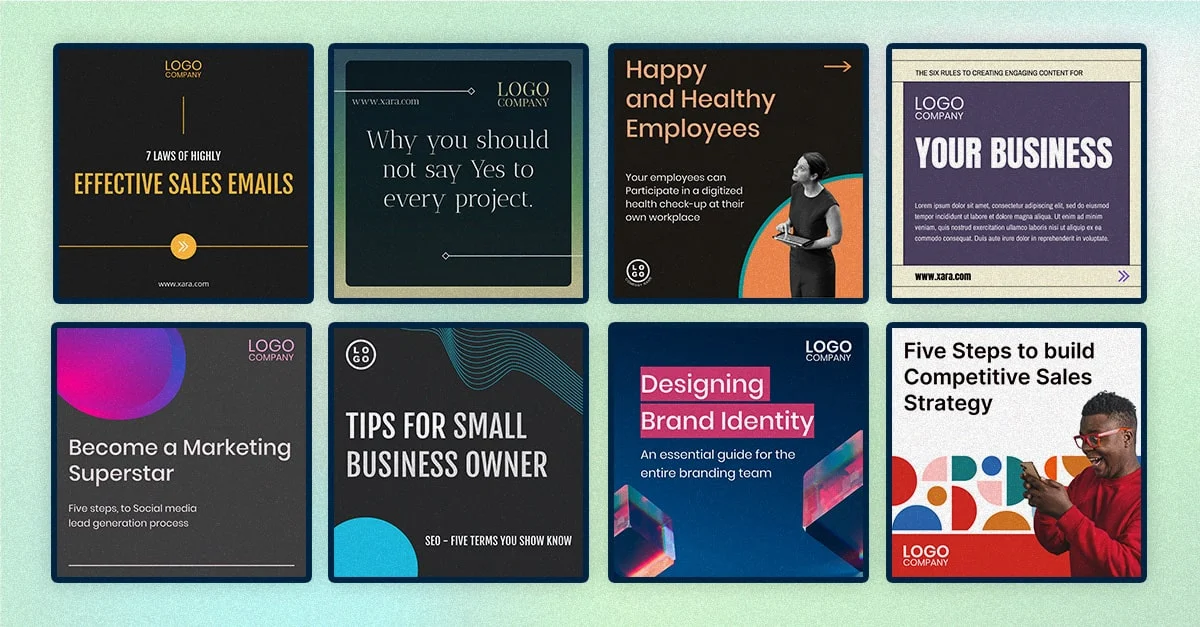 LOGO
COMPANY
7 LAWS OF HIGHLY
EFFECTIVE SALES EMAILS
www.xara.com
www.xara.com
LOGO
COMPANY
Why you should
not say Yes to
every project.
Happy
and Healthy
Employees
Your employees can
Participate in a digitized
health check-up at their
own workplace
LO
GO
THE SIX RULES TO CREATING ENGAGING CONTENT FOR
LOGO
COMPANY
YOUR BUSINESS
Lorem ipsum dolor sit amet, consectetur adipiscing elit, sed do eiusmod
tempor incididunt ut labore et dolore magna aliqua. Ut enim ad minim
veniam, quis nostrud exercitation ullamco laboris nisi ut aliquip ex ea
commodo consequat. Duis aute irure dolor in reprehenderit in voluptate.
www.xara.com
LOGO
COMPANY
Become a Marketing
Superstar
Five steps, to Social media
lead generation process
LO
GO
TIPS FOR SMALL
BUSINESS OWNER
SEO - FIVE TERMS YOU SHOW KNOW
LOGO
COMPANY
Designing
Brand Identity
An essential guide for the
entire branding team
Five Steps to build
Competitive Sales
Strategy
LOGO
COMPANY